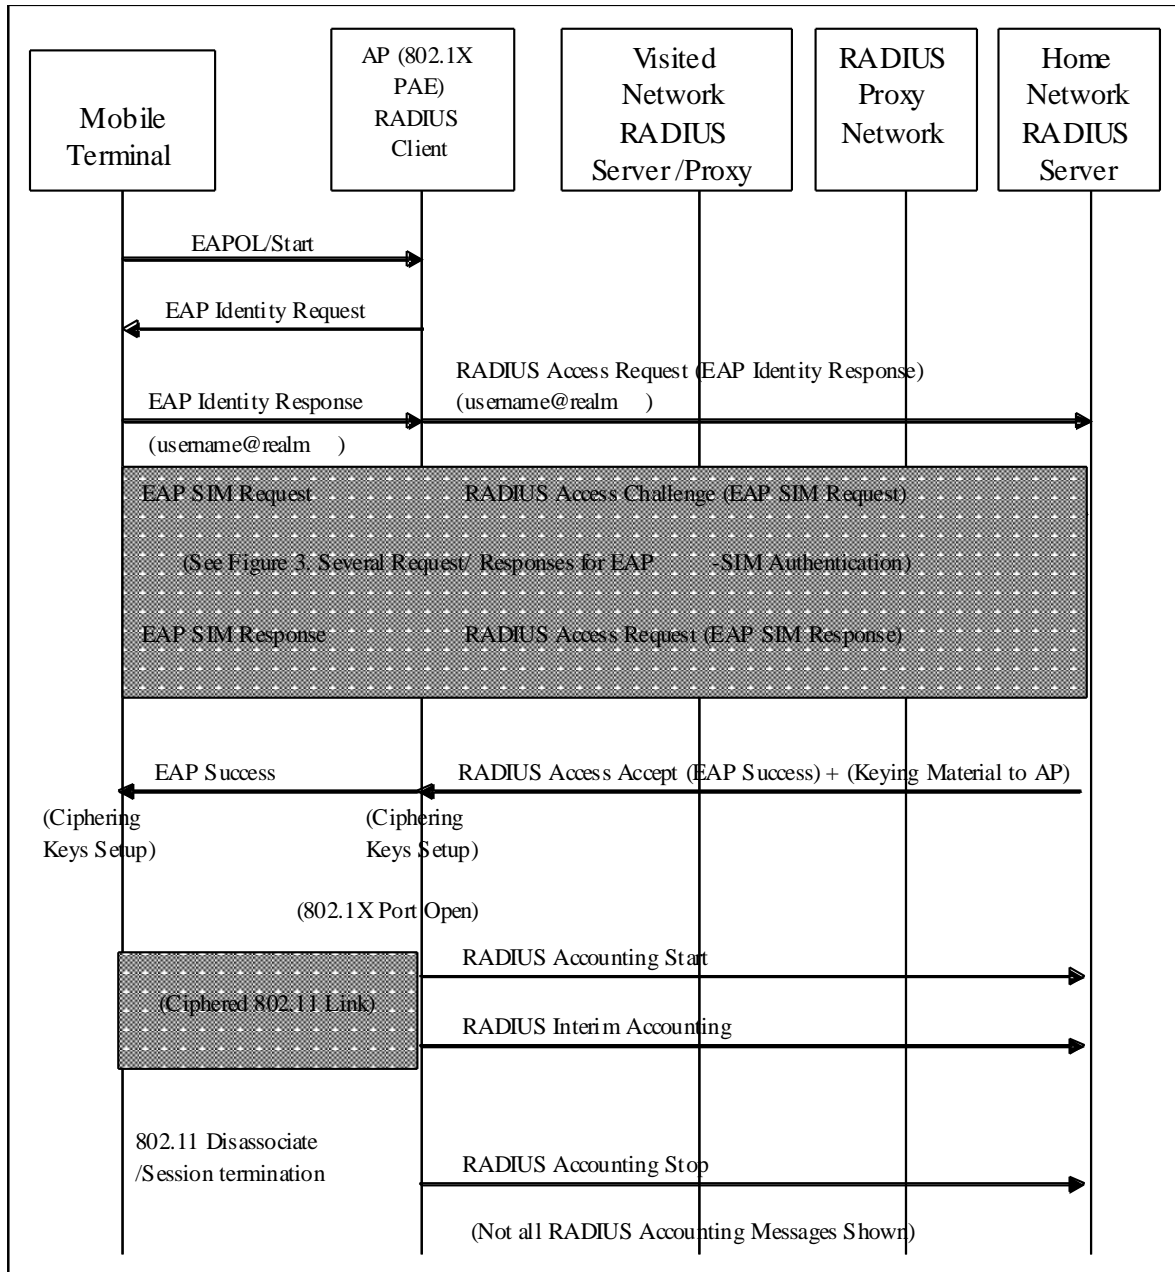 Mobile
Terminal
AP (802.1X
PAE)
RADIUS
Client
Visited
Network
RADIUS
Server /Proxy
RADIUS
Proxy
Network
Home
Network
RADIUS
Server
EAPOL/Start
EAP Identity Request
RADIUS Access Request (EAP Identity Response)
(username@realm )
EAP Identity Response
(username@realm )
EAP SIM Request
RADIUS Access Challenge (EAP SIM Request)
(See Figure 3. Several Request/ Responses for EAP -SIM Authentication)
EAP SIM Response
RADIUS Access Request (EAP SIM Response)
EAP Success
RADIUS Access Accept (EAP Success) + (Keying Material to AP)
(Ciphering
Keys Setup)
(Ciphering
Keys Setup)
(802.1X Port Open)
RADIUS Accounting Start
(Ciphered 802.11 Link)
RADIUS Interim Accounting
802.11 Disassociate
/Session termination
RADIUS Accounting Stop
(Not all RADIUS Accounting Messages Shown)